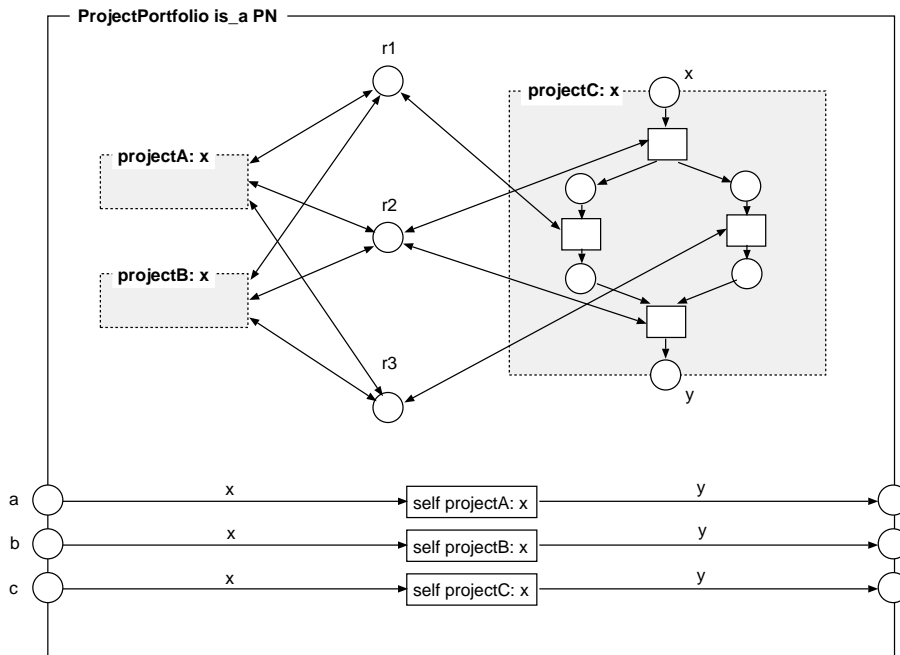 ProjectPortfolio is_a PN
r1
x
projectC: x
projectA: x
r2
projectB: x
r3
y
a
x
self projectA: x
y
b
x
self projectB: x
y
c
x
self projectC: x
y